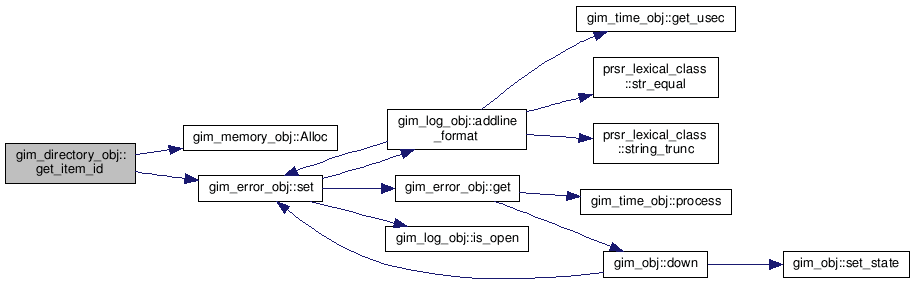 gim_directory_obj::
get_item_id
gim_memory_obj::Alloc
gim_error_obj::set
gim_log_obj::addline
_format
gim_error_obj::get
gim_log_obj::is_open
gim_time_obj::get_usec
prsr_lexical_class
::str_equal
prsr_lexical_class
::string_trunc
gim_time_obj::process
gim_obj::down
gim_obj::set_state